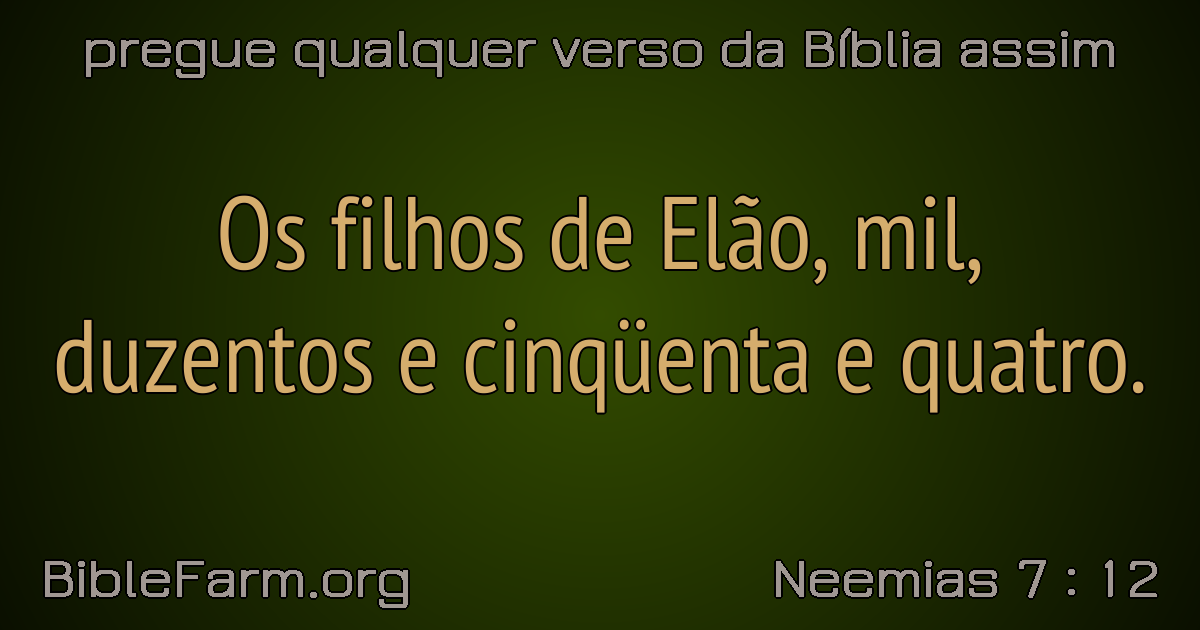 pregue qualquer verso da Bíblia assim
Os filhos de Elão, mil,
duzentos e cinqüenta e quatro.
BibleFarm.org
Neemias 7 : 12